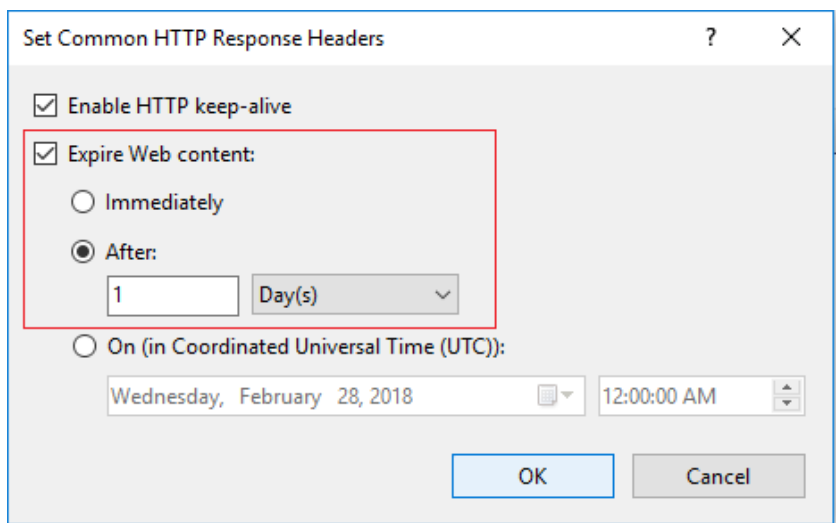 Set Common HTTP Response Headers ?
Enable HTTP keep-alive
Expire Web content:
Immediately
After:
1 Day(s)
On (in Coordinated Universal Time (UTC)):
Wednesday, February 28, 2018 12:00:00 AM
OK Cancel